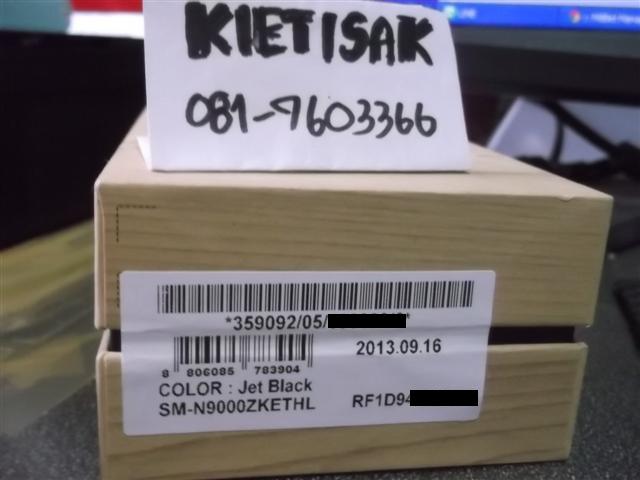 KIETISAK
081-7603366
*359092/05/
8 806085 783904
2013.09.16
COLOR : Jet Black
SM-N9000ZKETHL
RF1D94